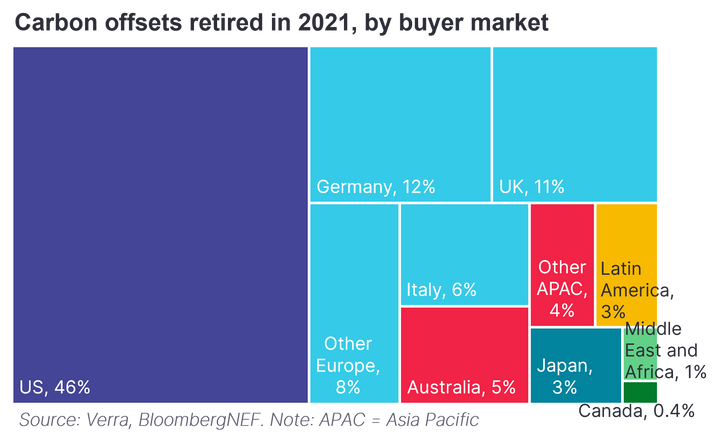 Carbon offsets retired in 2021, by buyer market
Germany, 12%
UK, 11%
US, 46%
Other
Europe,
8%
Italy, 6%
Australia, 5%
Other
APAC,
4%
Latin
America,
3%
Japan,
3%
Middle
East and
Africa, 1%
Canada, 0.4%
Source: Verra, BloombergNEF. Note: APAC = Asia Pacific